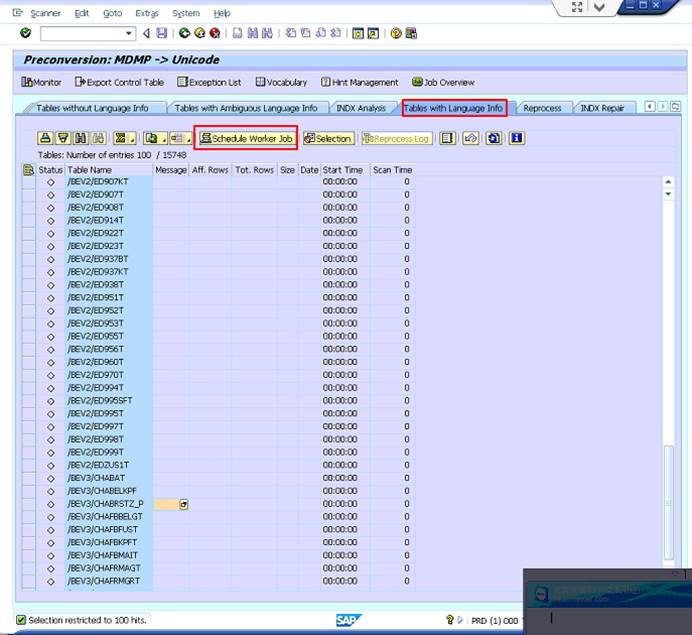 Scanner Edit Goto Extras System Help
Preconversion: MDMP -> Unicode
Monitor Export Control Table Exception List Vocabulary Hint Management Job Overview
Tables without Language Info Tables with Ambiguous Language Info INDX Analysis Tables with Language Info Reprocess INDX Repair
Schedule Worker Job Selection Reprocess Log
Tables: Number of entries 100 / 15748
Status Table Name Message Aff. Rows Tot. Rows Size Date Start Time Scan Time
/BEV2/ED907KT 00:00:00 0
/BEV2/ED907T 00:00:00 0
/BEV2/ED908T 00:00:00 0
/BEV2/ED914T 00:00:00 0
/BEV2/ED922T 00:00:00 0
/BEV2/ED923T 00:00:00 0
/BEV2/ED937BT 00:00:00 0
/BEV2/ED937KT 00:00:00 0
/BEV2/ED938T 00:00:00 0
/BEV2/ED951T 00:00:00 0
/BEV2/ED952T 00:00:00 0
/BEV2/ED953T 00:00:00 0
/BEV2/ED955T 00:00:00 0
/BEV2/ED956T 00:00:00 0
/BEV2/ED960T 00:00:00 0
/BEV2/ED970T 00:00:00 0
/BEV2/ED994T 00:00:00 0
/BEV2/ED995SFT 00:00:00 0
/BEV2/ED995T 00:00:00 0
/BEV2/ED997T 00:00:00 0
/BEV2/ED998T 00:00:00 0
/BEV2/ED999T 00:00:00 0
/BEV2/EDZUS1T 00:00:00 0
/BEV3/CHABAT 00:00:00 0
/BEV3/CHABELKPF 00:00:00 0
/BEV3/CHABRSTZ_P 00:00:00 0
/BEV3/CHAFBBELGT 00:00:00 0
/BEV3/CHAFBFUST 00:00:00 0
/BEV3/CHAFBKPFT 00:00:00 0
/BEV3/CHAFBMAIT 00:00:00 0
/BEV3/CHAFRMAGT 00:00:00 0
/BEV3/CHAFRMGRT 00:00:00 0
Selection restricted to 100 hits. SAP PRD (1) 000